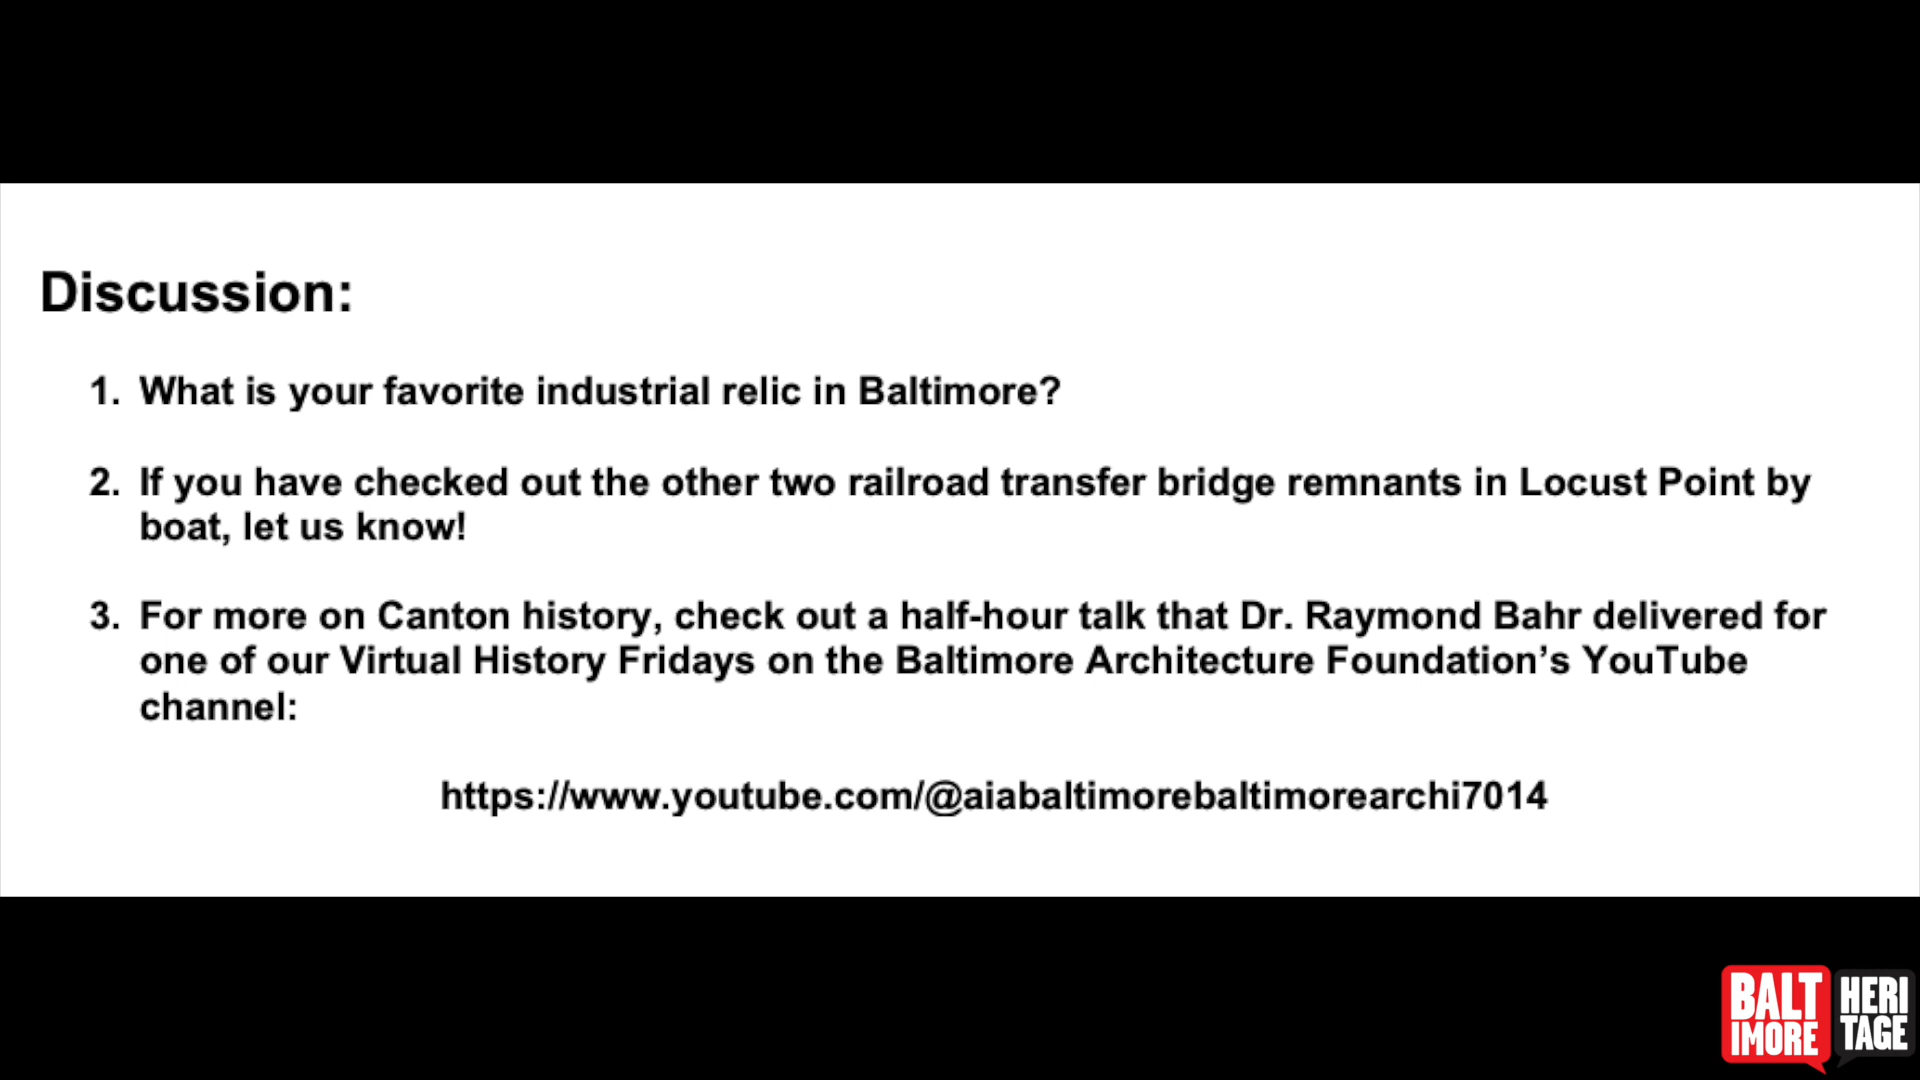 Discussion:
1. What is your favorite industrial relic in Baltimore?
2. If you have checked out the other two railroad transfer bridge remnants in Locust Point by
boat, let us know!
3. For more on Canton history, check out a half-hour talk that Dr. Raymond Bahr delivered for
one of our Virtual History Fridays on the Baltimore Architecture Foundation’s YouTube
channel:
https://www.youtube.com/@aiabaltimorebaltimorearchi7014
BALT
IMORE
HERI
TAGE